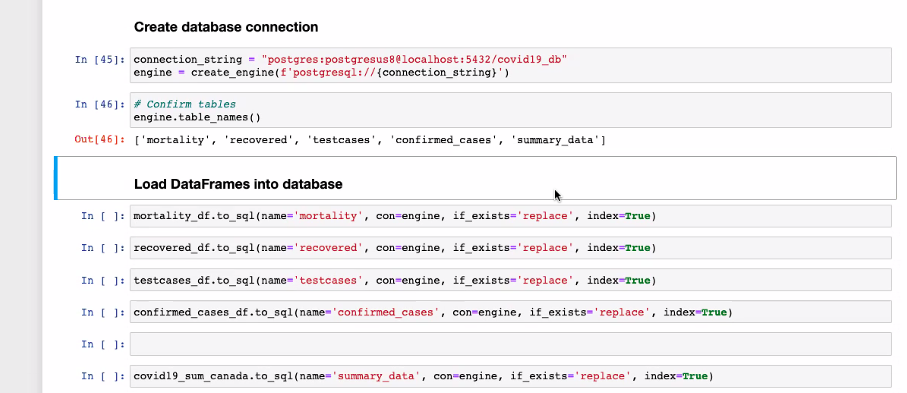 Create database connection
In [45]: connection_string = "postgres:postgresus8@localhost:5432/covid19_db"
engine = create_engine(f'postgresql://{connection_string}')
In [46]: # Confirm tables
engine.table_names()
Out[46]: ['mortality', 'recovered', 'testcases', 'confirmed_cases', 'summary_data']
Load DataFrames into database
In [ ]: mortality_df.to_sql(name='mortality', con=engine, if_exists='replace', index=True)
In [ ]: recovered_df.to_sql(name='recovered', con=engine, if_exists='replace', index=True)
In [ ]: testcases_df.to_sql(name='testcases', con=engine, if_exists='replace', index=True)
In [ ]: confirmed_cases_df.to_sql(name='confirmed_cases', con=engine, if_exists='replace', index=True)
In [ ]:
In [ ]: covid19_sum_canada.to_sql(name='summary_data', con=engine, if_exists='replace', index=True)